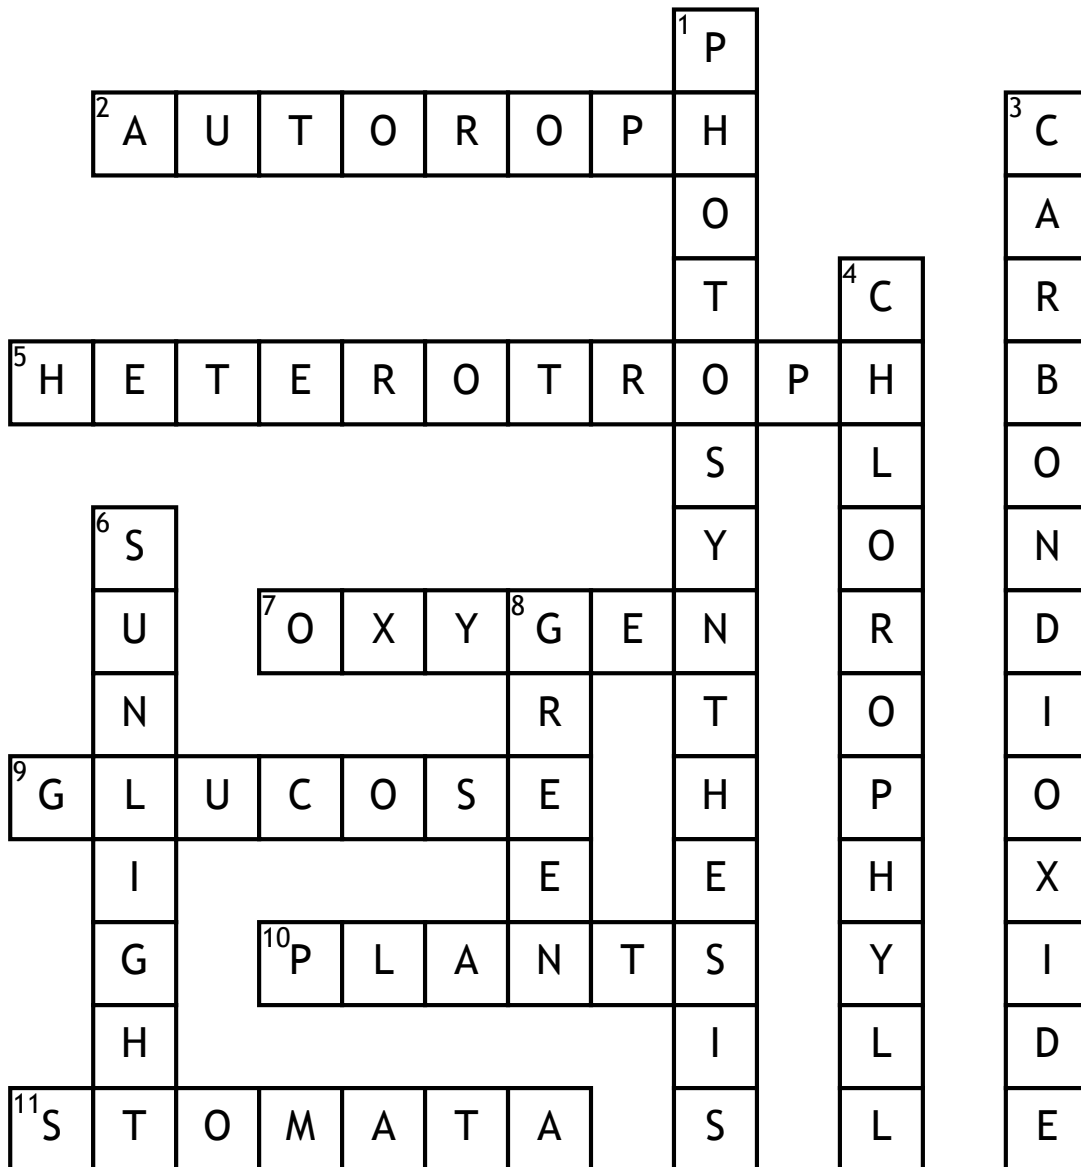 1 P
2 A U T O R O P H 3 C
O A
T 4 C R
5 H E T E R O T R O P H B
S L O
6 S Y O N
U 7 O X Y 8 G E N R D
N R T O I
9 G L U C O S E H P O
I E E H X
G 10 P L A N T S Y I
H I L D
11 S T O M A T A S L E